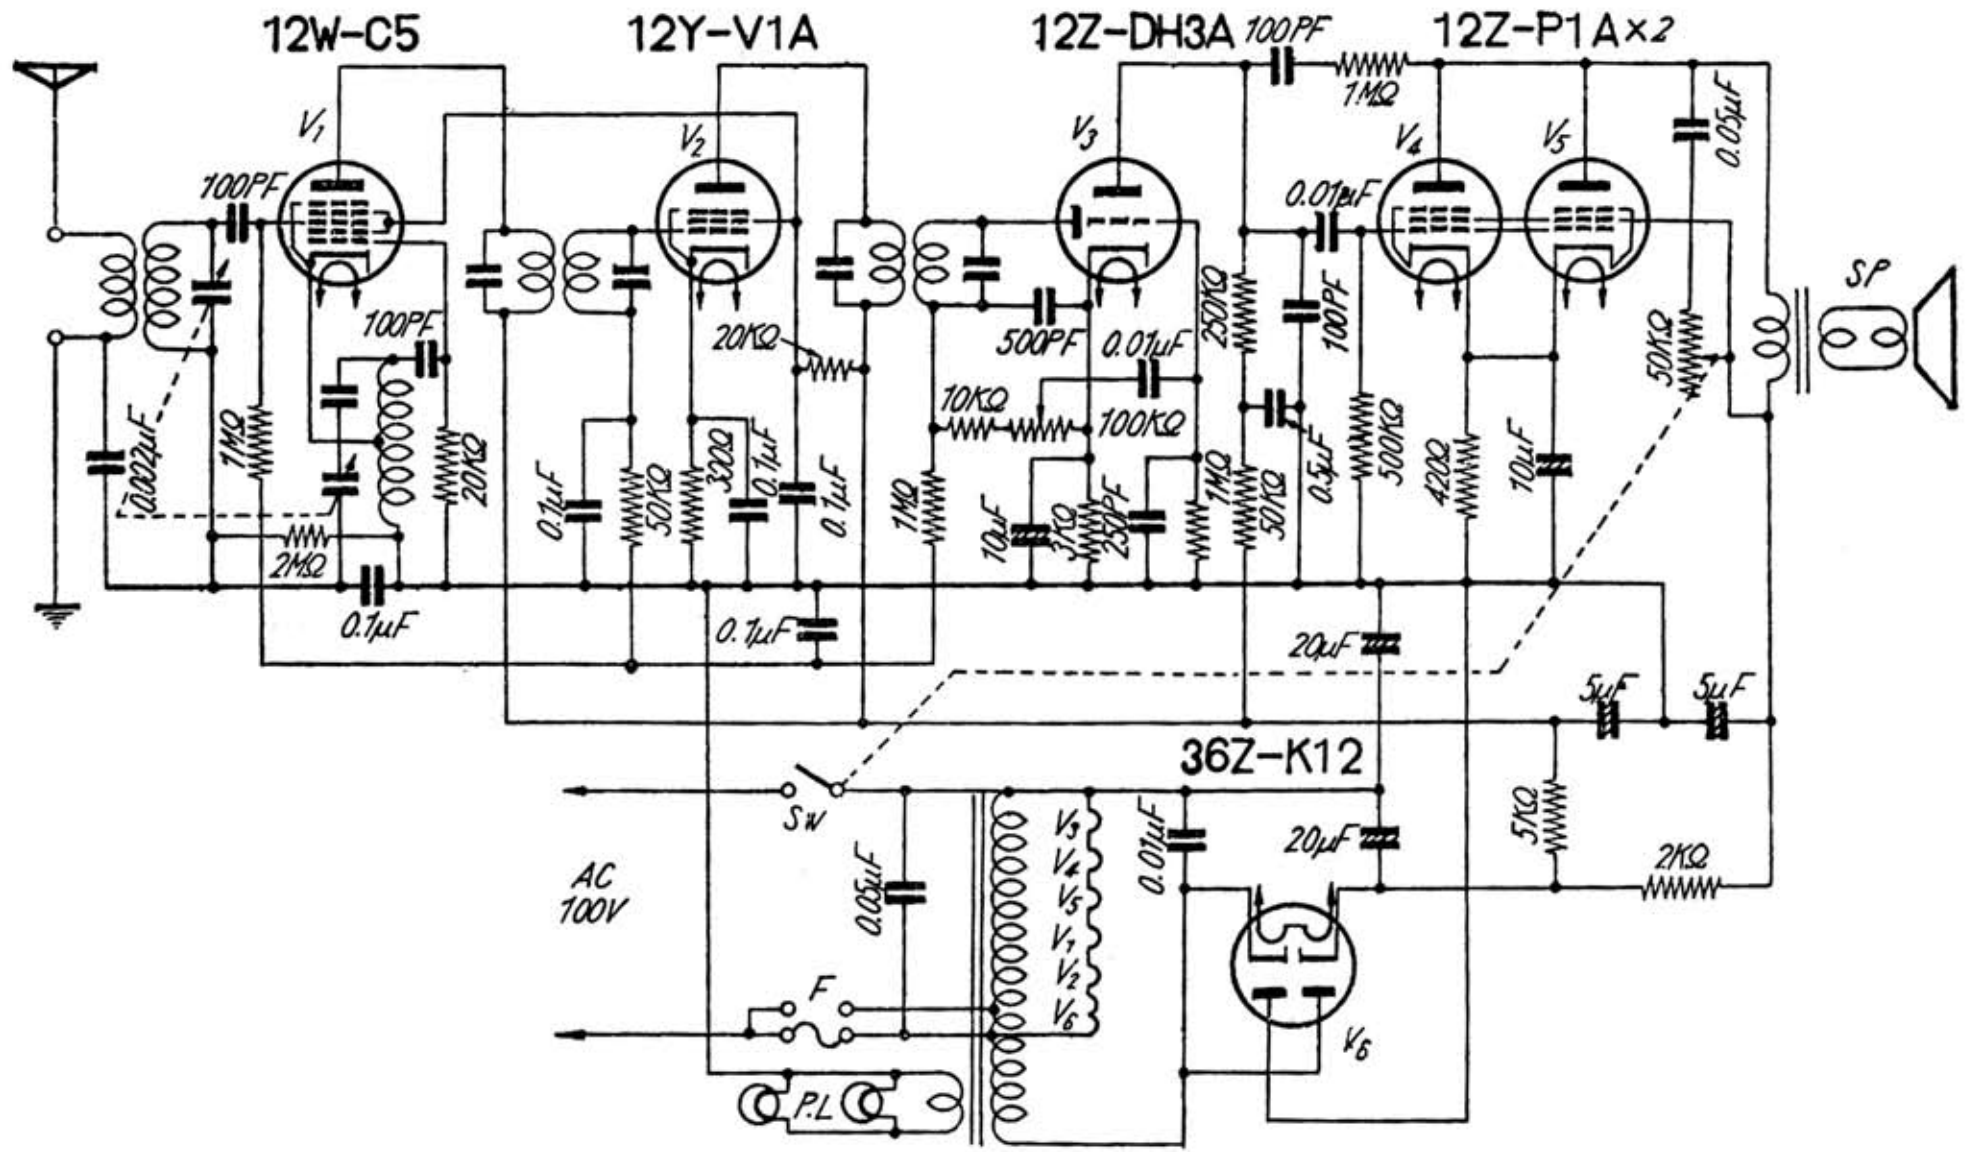 12W-C5
12Y-V1A
12Z-DH3A
100PF
12Z-P1A×2
1MΩ
0.05μF
V1
V2
V3
V4
V5
100PF
0.01μF
SP
100PF
20KΩ
500PF
0.01μF
250KΩ
100PF
50KΩ
0.002μF
1MΩ
20KΩ
10KΩ
100KΩ
0.1μF
50KΩ
300Ω
0.1μF
0.1μF
1MΩ
10μF
3KΩ
250PF
1MΩ
50KΩ
0.5μF
500KΩ
420Ω
10μF
2MΩ
0.1μF
0.1μF
20μF
5μF
5μF
36Z-K12
SW
V3
V4
V5
V1
V2
V6
0.01μF
20μF
5KΩ
2KΩ
AC
100V
0.05μF
F
V6
P.L